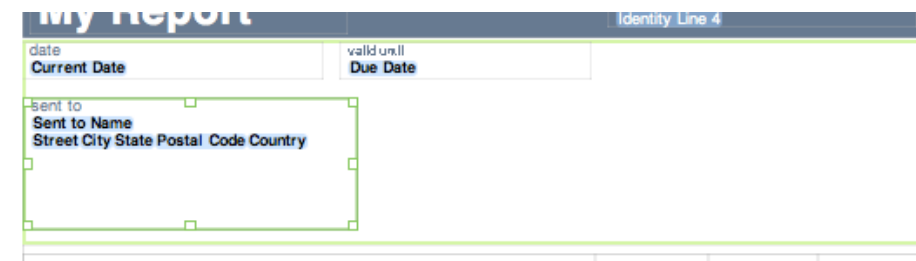 My Report
Identity Line 4
date
valid until
Current Date
Due Date
sent to
Sent to Name
Street City State Postal Code Country